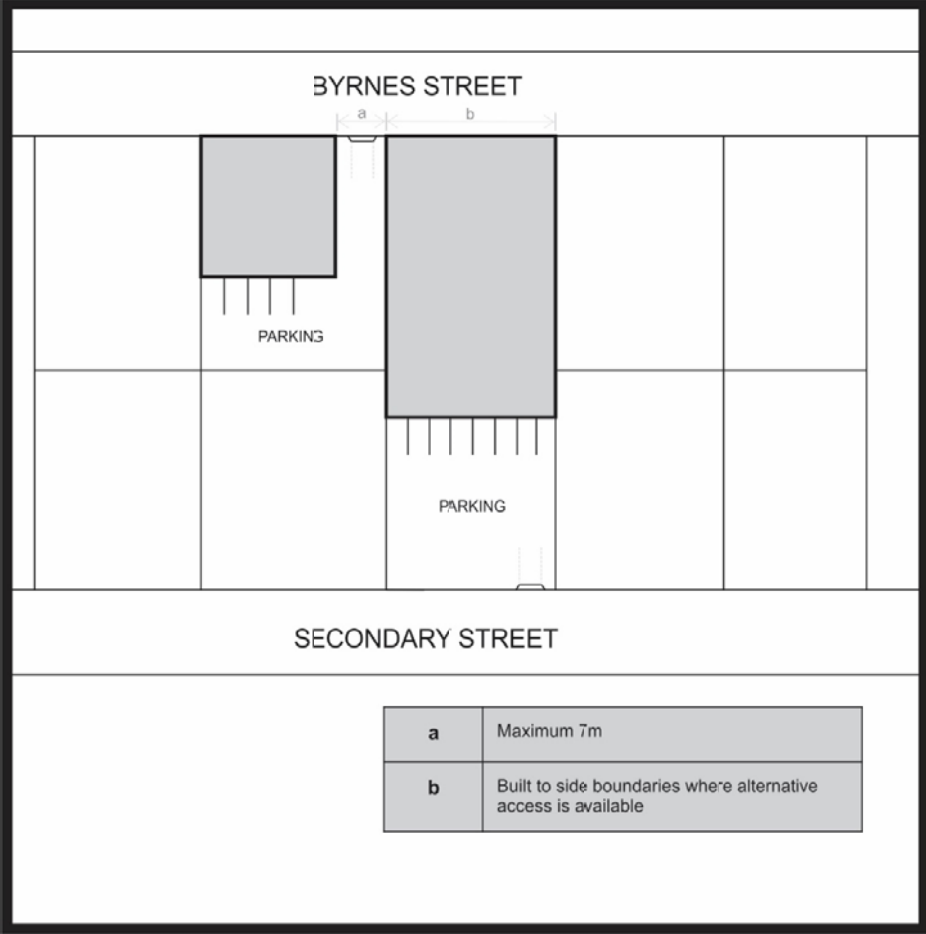 BYRNES STREET
a
b
PARKING
PARKING
SECONDARY STREET
a
Maximum 7m
b
Built to side boundaries where alternative
access is available